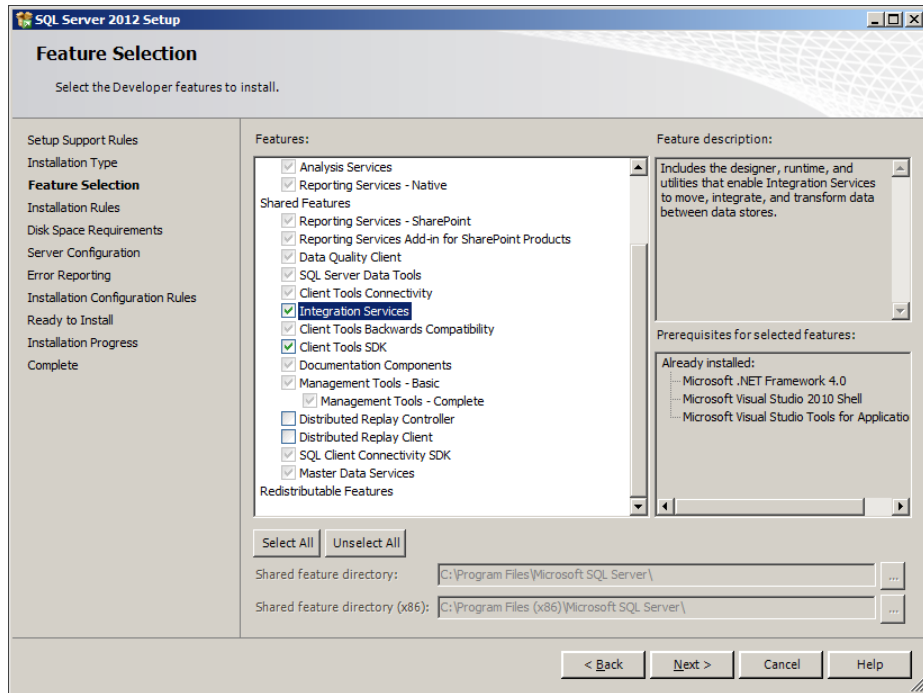 SQL Server 2012 Setup
Feature Selection
Select the Developer features to install.
Setup Support Rules
Installation Type
Feature Selection
Installation Rules
Disk Space Requirements
Server Configuration
Error Reporting
Installation Configuration Rules
Ready to Install
Installation Progress
Complete
Features:
Analysis Services
Reporting Services - Native
Shared Features
Reporting Services - SharePoint
Reporting Services Add-in for SharePoint Products
Data Quality Client
SQL Server Data Tools
Client Tools Connectivity
Integration Services
Client Tools Backwards Compatibility
Client Tools SDK
Documentation Components
Management Tools - Basic
Management Tools - Complete
Distributed Replay Controller
Distributed Replay Client
SQL Client Connectivity SDK
Master Data Services
Redistributable Features
Feature description:
Includes the designer, runtime, and
utilities that enable Integration Services
to move, integrate, and transform data
between data stores.
Prerequisites for selected features:
Already installed:
Microsoft .NET Framework 4.0
Microsoft Visual Studio 2010 Shell
Microsoft Visual Studio Tools for Applicatio
Select All
Unselect All
Shared feature directory:
C:\Program Files\Microsoft SQL Server\
...
Shared feature directory (x86):
C:\Program Files (x86)\Microsoft SQL Server\
...
< Back
Next >
Cancel
Help